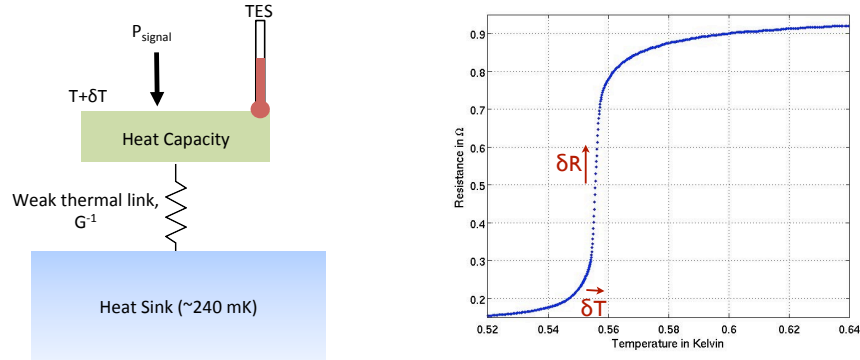 TES
P_signal
T+δT
Heat Capacity
Weak thermal link,
G⁻¹
Heat Sink (~240 mK)
Resistance in Ω
0.9
0.8
0.7
0.6
0.5
0.4
0.3
0.2
δR
δT
0.52
0.54
0.56
0.58
0.6
0.62
0.64
Temperature in Kelvin